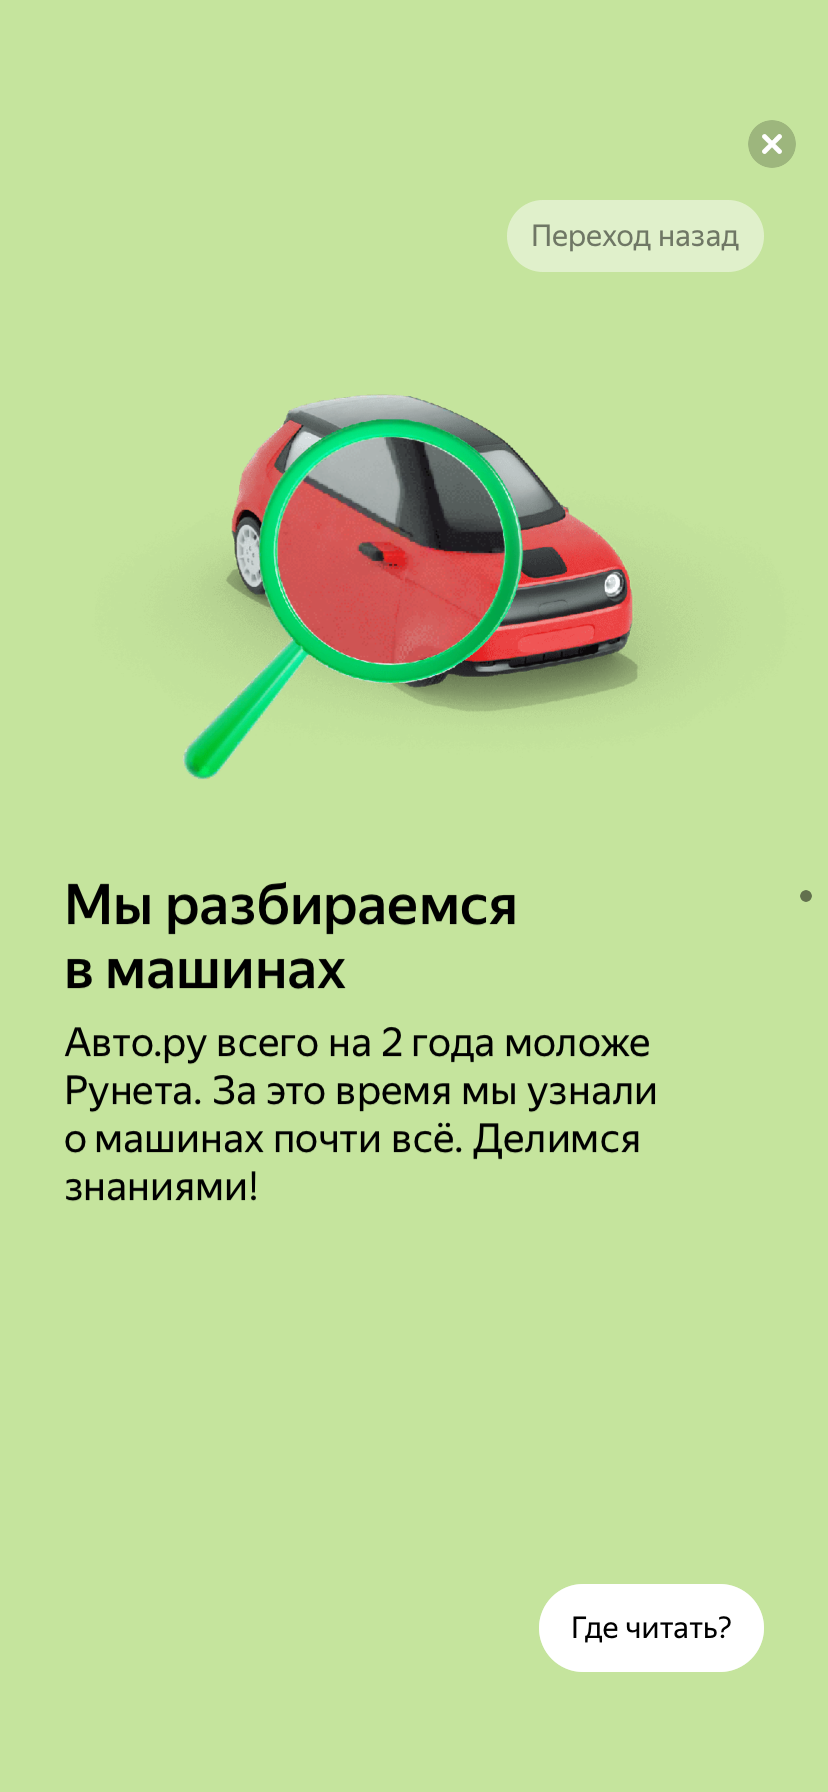 Переход назад
Мы разбираемся
в машинах
Авто.ру всего на 2 года моложе
Рунета. За это время мы узнали
о машинах почти всё. Делимся
знаниями!
Где читать?